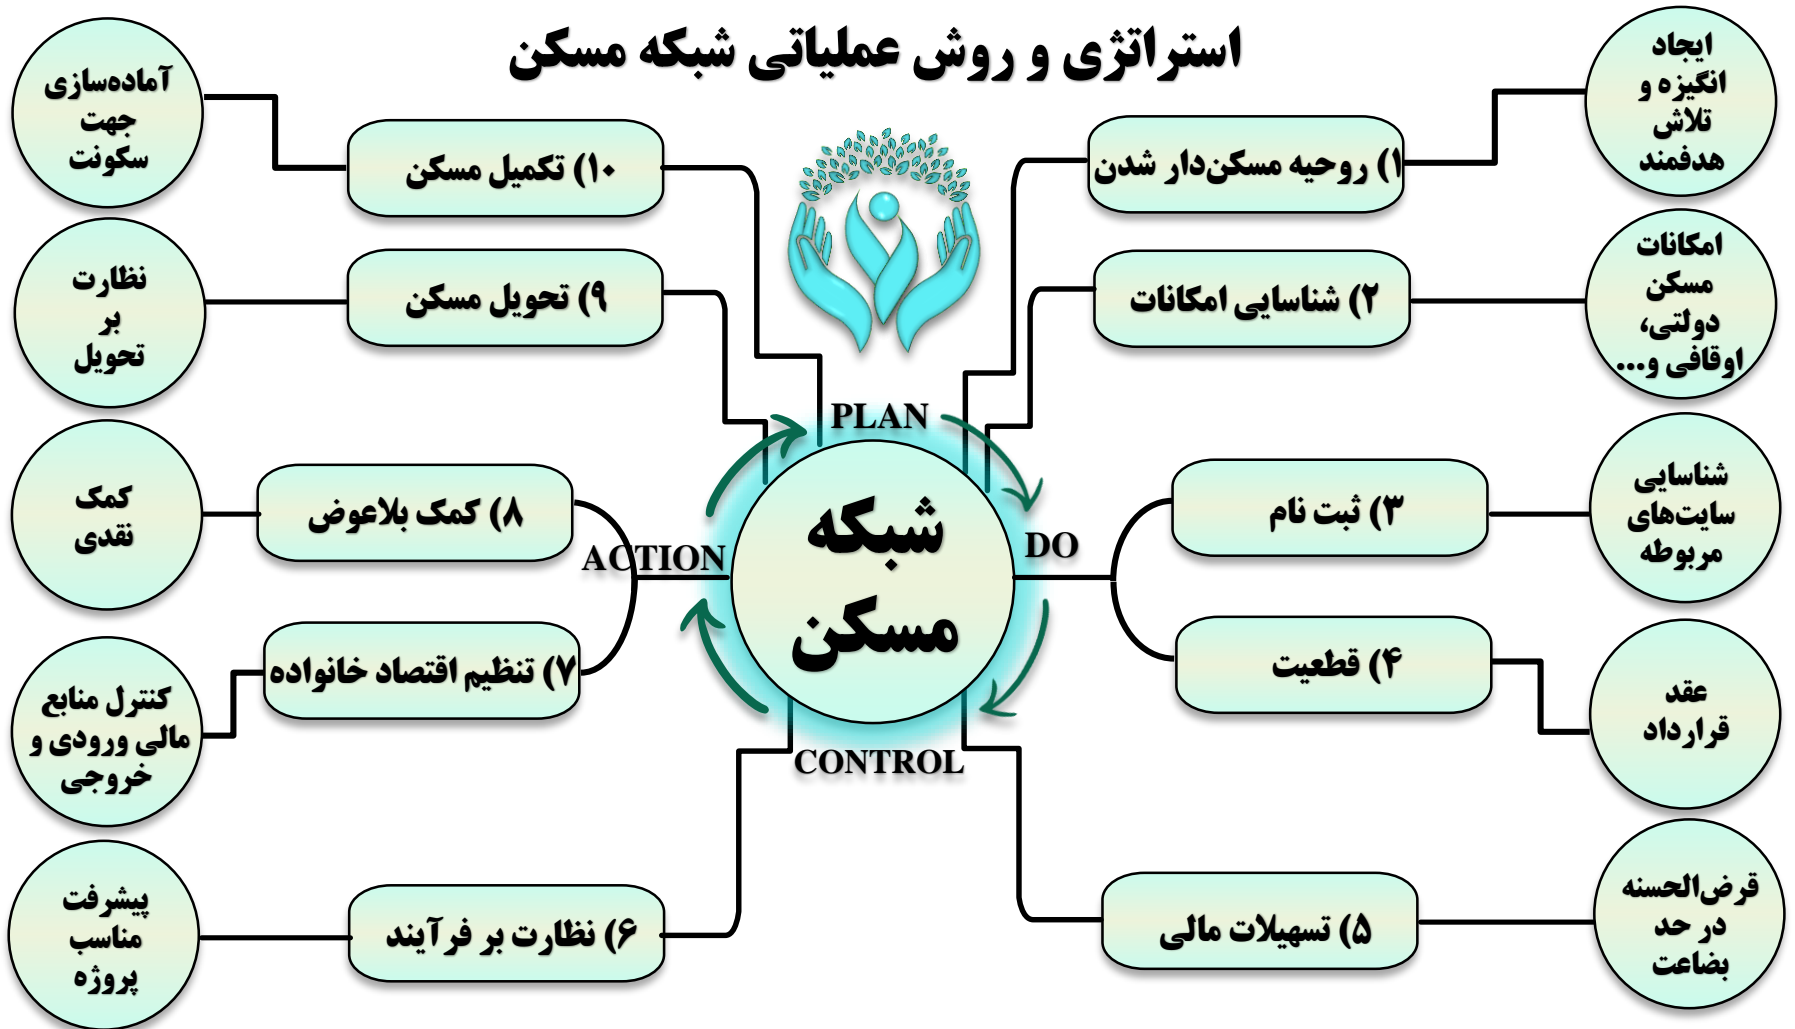 استراتژی و روش عملیاتی شبکه مسکن
شبکه
مسکن
PLAN
DO
CONTROL
ACTION
۱) روحیه مسکن‌دار شدن
ایجاد
انگیزه و
تلاش
هدفمند
۲) شناسایی امکانات
امکانات
مسکن
دولتی،
اوقافی و...
۳) ثبت نام
شناسایی
سایت‌های
مربوطه
۴) قطعیت
عقد
قرارداد
۵) تسهیلات مالی
قرض‌الحسنه
در حد
بضاعت
۶) نظارت بر فرآیند
پیشرفت
مناسب
پروژه
۷) تنظیم اقتصاد خانواده
کنترل منابع
مالی ورودی و
خروجی
۸) کمک بلاعوض
کمک
نقدی
۹) تحویل مسکن
نظارت
بر
تحویل
۱۰) تکمیل مسکن
آماده‌سازی
جهت
سکونت